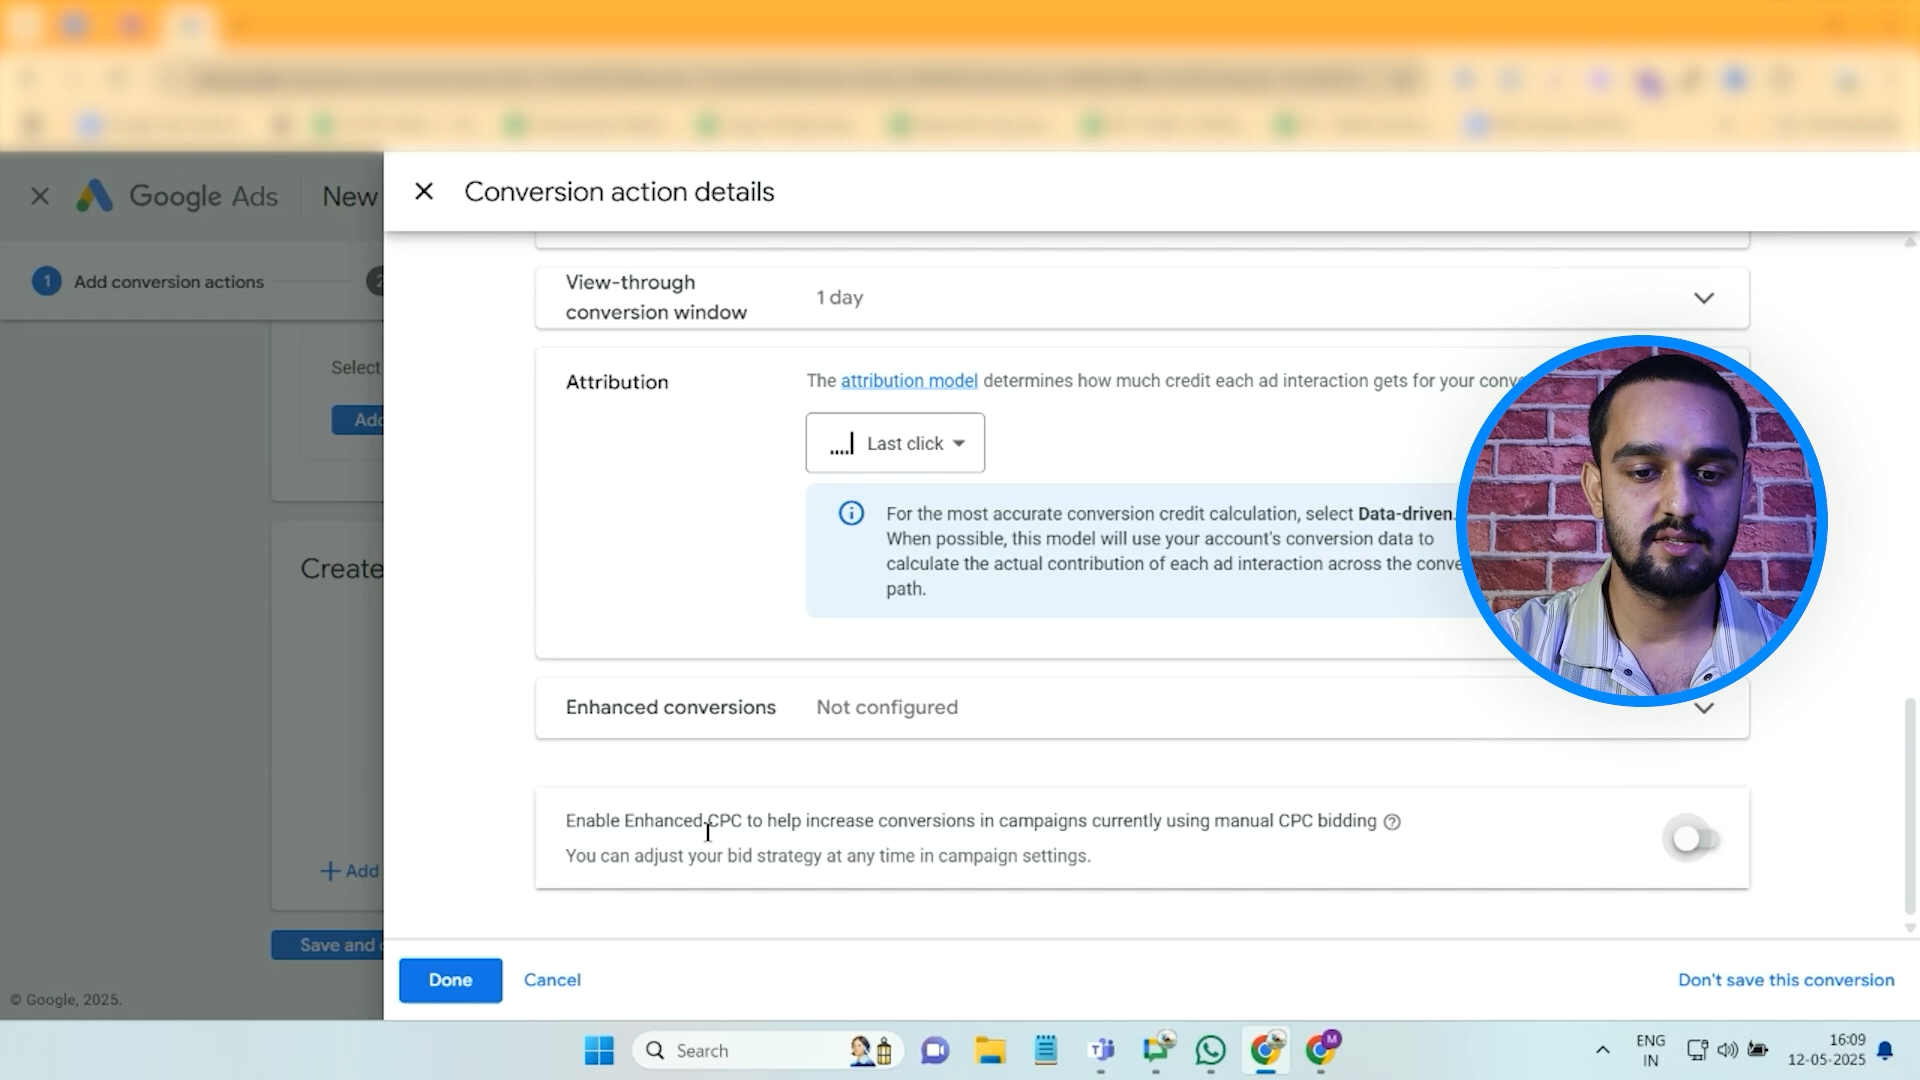 Google Ads
New
Conversion action details
1
Add conversion actions
2
View-through
conversion window
1 day
Select
Attribution
The attribution model determines how much credit each ad interaction gets for your conv
Add
Last click
For the most accurate conversion credit calculation, select Data-driven.
When possible, this model will use your account's conversion data to
calculate the actual contribution of each ad interaction across the conve
path.
Create
Enhanced conversions
Not configured
Enable Enhanced CPC to help increase conversions in campaigns currently using manual CPC bidding
You can adjust your bid strategy at any time in campaign settings.
Add
Save and
Done
Cancel
Don't save this conversion
© Google, 2025.
Search
M
ENG
IN
16:09
12-05-2025